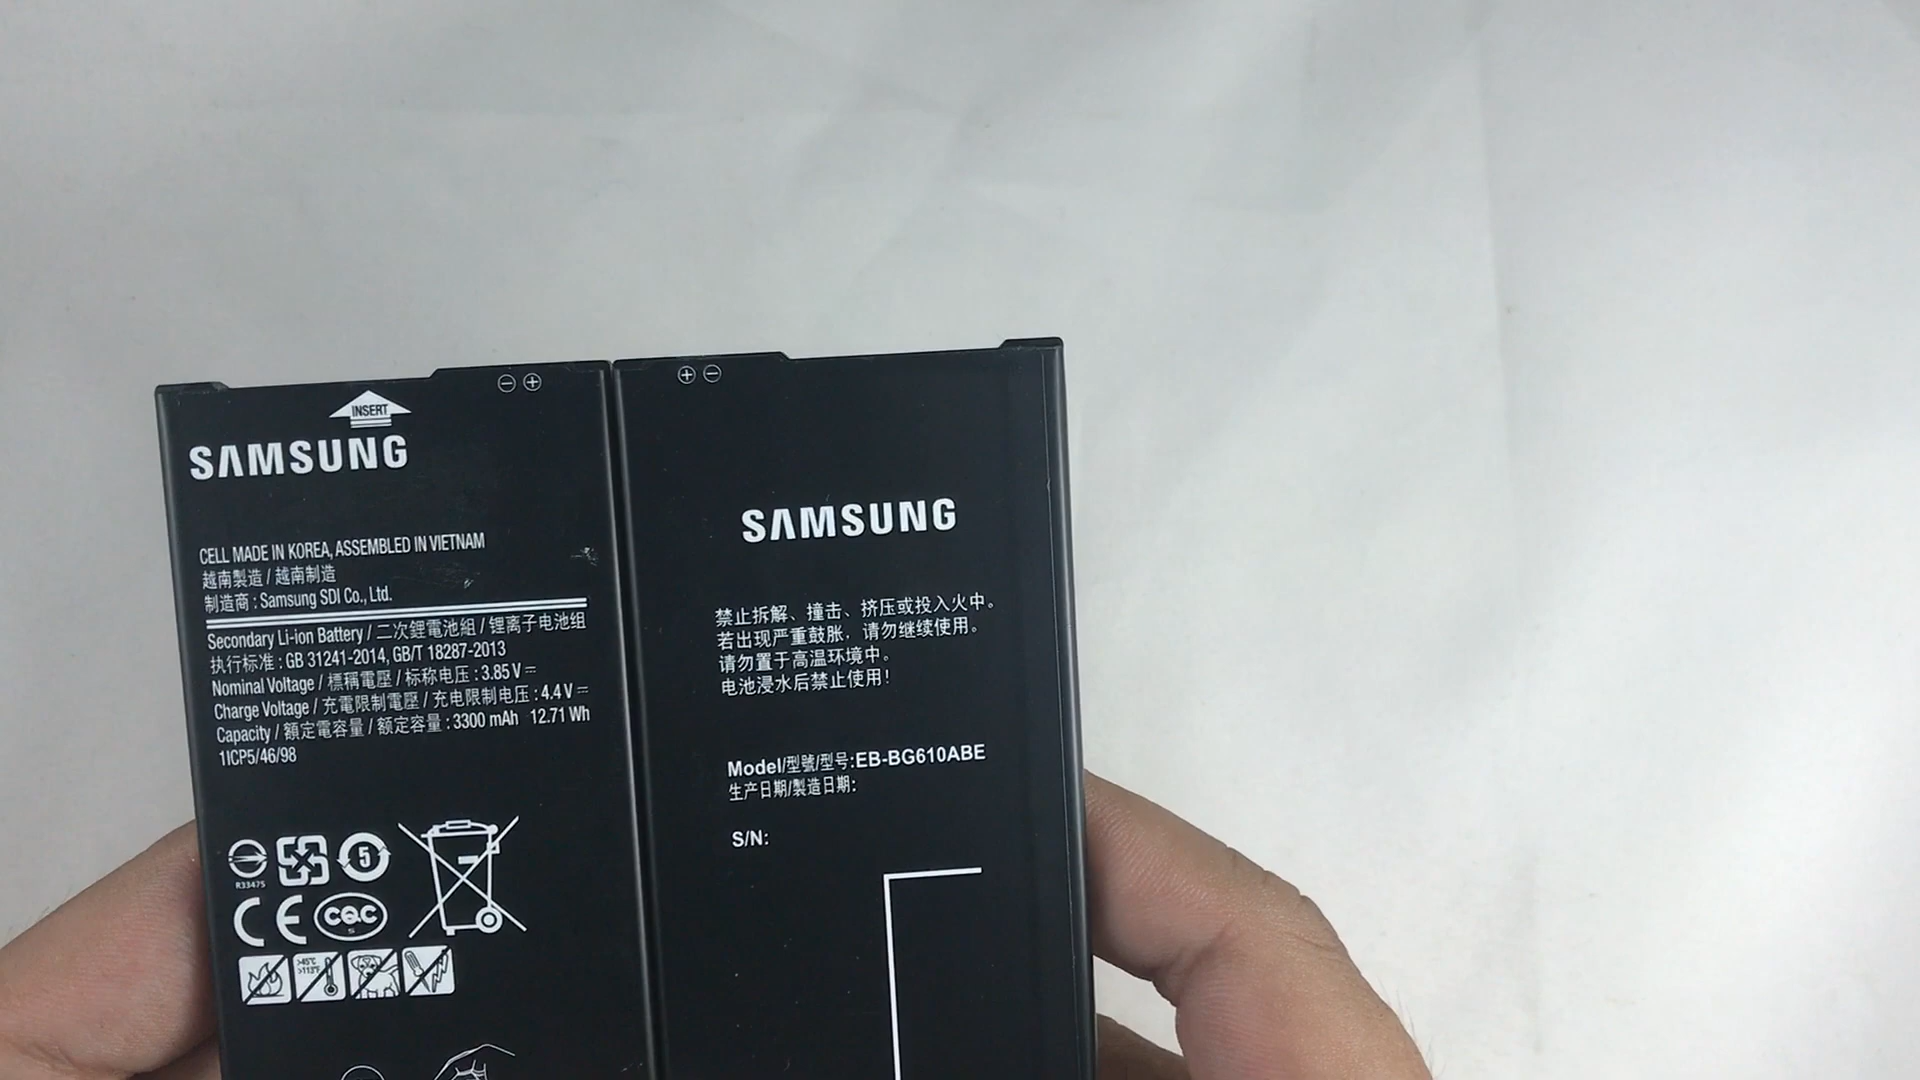 INSERT
SAMSUNG
CELL MADE IN KOREA, ASSEMBLED IN VIETNAM
越南製造 / 越南制造
制造商 : Samsung SDI Co., Ltd.
Secondary Li-ion Battery / 二次鋰電池組 / 锂离子电池组
执行标准 : GB 31241-2014, GB/T 18287-2013
Nominal Voltage / 標稱電壓 / 标称电压 : 3.85 V ⎓
Charge Voltage / 充電限制電壓 / 充电限制电压 : 4.4 V ⎓
Capacity / 額定電容量 / 额定容量 : 3300 mAh 12.71 Wh
1ICP5/46/98
R33475
5
CE
CQC
S
>45°C
>113°F
SAMSUNG
禁止拆解、撞击、挤压或投入火中。
若出现严重鼓胀，请勿继续使用。
请勿置于高温环境中。
电池浸水后禁止使用!
Model/型號/型号:EB-BG610ABE
生产日期/製造日期:
S/N: